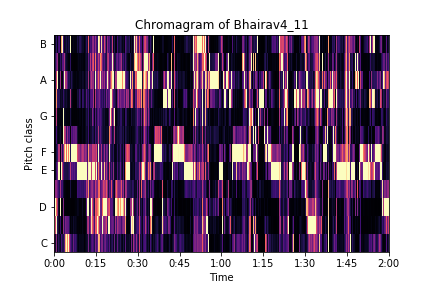 Chromagram of Bhairav4_11
B
A
G
F
E
D
C
Pitch class
0:00 0:15 0:30 0:45 1:00 1:15 1:30 1:45 2:00
Time